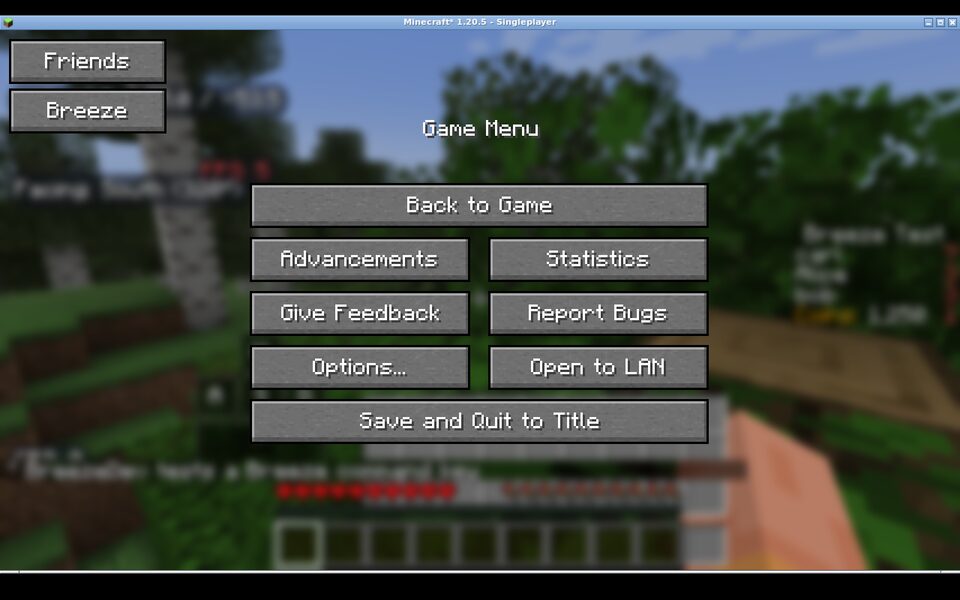 Minecraft* 1.20.5 - Singleplayer
Friends
Breeze
Game Menu
Back to Game
Advancements
Statistics
Give Feedback
Report Bugs
Options...
Open to LAN
Save and Quit to Title